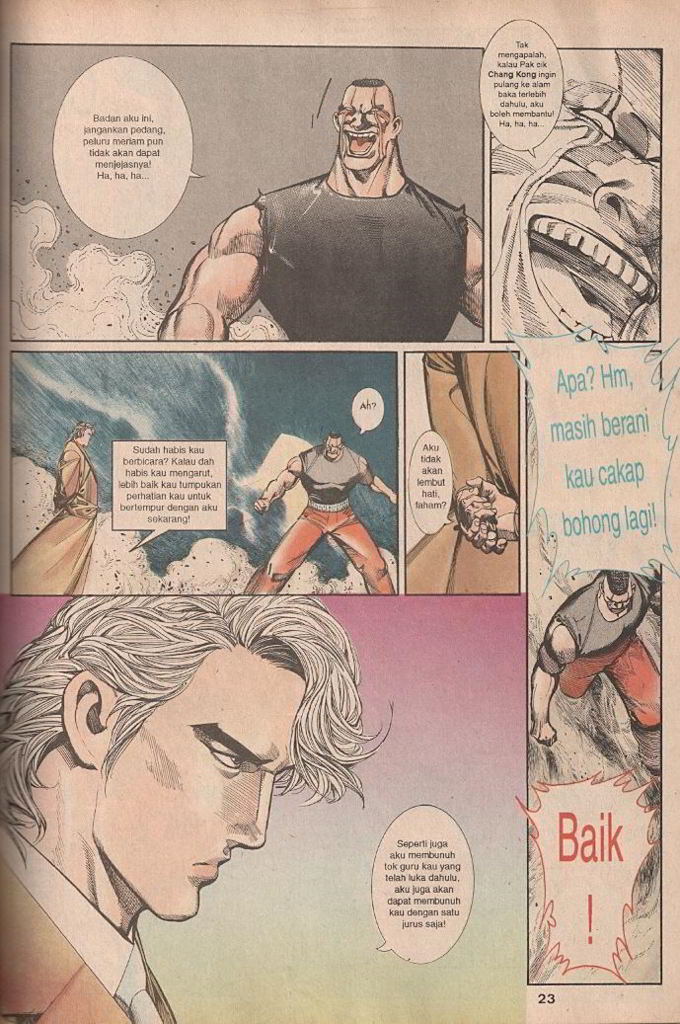 Badan aku ini,
jangankan pedang,
peluru meriam pun
tidak akan dapat
menjejasnya!
Ha, ha, ha...
Tak
mengapalah,
kalau Pak cik
Chang Kong ingin
pulang ke alam
baka terlebih
dahulu, aku
boleh membantu!
Ha, ha, ha...
Sudah habis kau
berbicara? Kalau dah
habis kau mengarut,
lebih baik kau tumpukan
perhatian kau untuk
bertempur dengan aku
sekarang!
Ah?
Aku
tidak
akan
lembut
hati,
faham?
Apa? Hm,
masih berani
kau cakap
bohong lagi!
Seperti juga
aku membunuh
tok guru kau yang
telah luka dahulu,
aku juga akan
dapat membunuh
kau dengan satu
jurus saja!
Baik
!
23